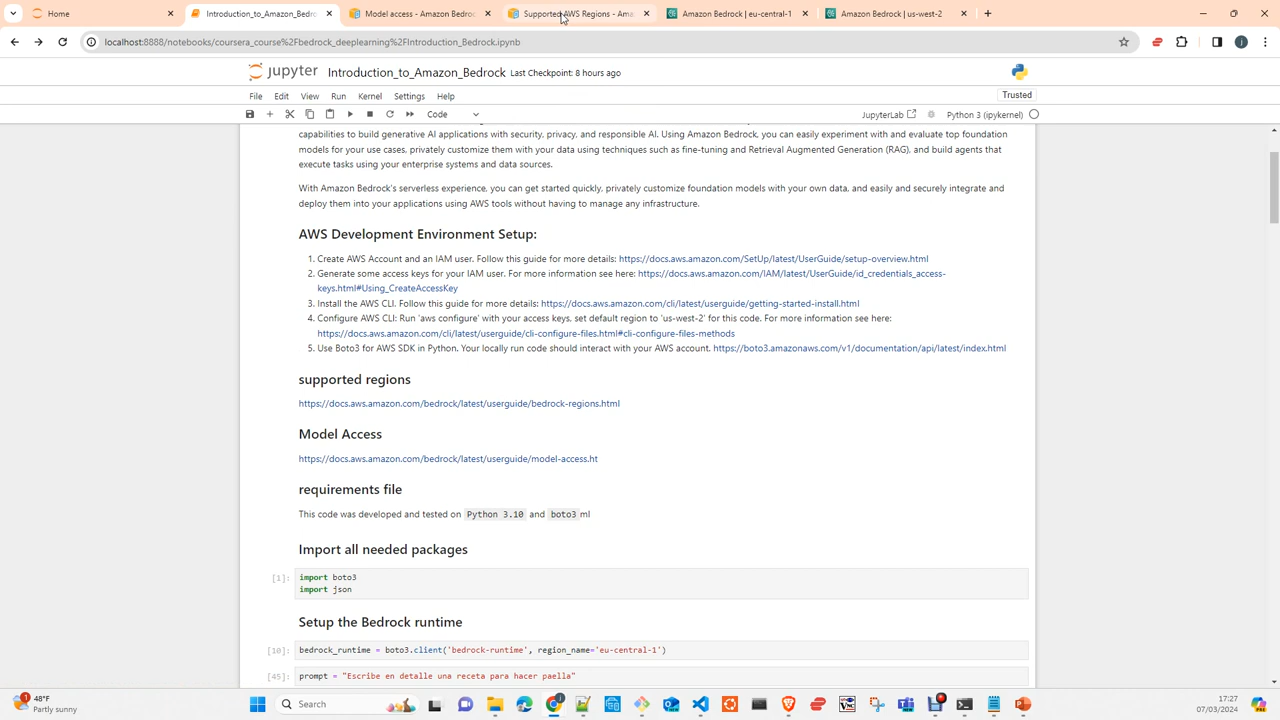 Home
Introduction_to_Amazon_Bedro
Model access - Amazon Bedroc
Supported AWS Regions - Ama
Amazon Bedrock | eu-central-1
Amazon Bedrock | us-west-2
localhost:8888/notebooks/coursera_course%2Fbedrock_deeplearning%2FIntroduction_Bedrock.ipynb
jupyter Introduction_to_Amazon_Bedrock Last Checkpoint: 8 hours ago
File Edit View Run Kernel Settings Help
Trusted
Code
JupyterLab
Python 3 (ipykernel)
capabilities to build generative AI applications with security, privacy, and responsible AI. Using Amazon Bedrock, you can easily experiment with and evaluate top foundation
models for your use cases, privately customize them with your data using techniques such as fine-tuning and Retrieval Augmented Generation (RAG), and build agents that
execute tasks using your enterprise systems and data sources.
With Amazon Bedrock's serverless experience, you can get started quickly, privately customize foundation models with your own data, and easily and securely integrate and
deploy them into your applications using AWS tools without having to manage any infrastructure.
AWS Development Environment Setup:
1. Create AWS Account and an IAM user. Follow this guide for more details: https://docs.aws.amazon.com/SetUp/latest/UserGuide/setup-overview.html
2. Generate some access keys for your IAM user. For more information see here: https://docs.aws.amazon.com/IAM/latest/UserGuide/id_credentials_access-
keys.html#Using_CreateAccessKey
3. Install the AWS CLI. Follow this guide for more details: https://docs.aws.amazon.com/cli/latest/userguide/getting-started-install.html
4. Configure AWS CLI: Run 'aws configure' with your access keys, set default region to 'us-west-2' for this code. For more information see here:
https://docs.aws.amazon.com/cli/latest/userguide/cli-configure-files.html#cli-configure-files-methods
5. Use Boto3 for AWS SDK in Python. Your locally run code should interact with your AWS account. https://boto3.amazonaws.com/v1/documentation/api/latest/index.html
supported regions
https://docs.aws.amazon.com/bedrock/latest/userguide/bedrock-regions.html
Model Access
https://docs.aws.amazon.com/bedrock/latest/userguide/model-access.ht
requirements file
This code was developed and tested on Python 3.10 and boto3 ml
Import all needed packages
[1]: import boto3
import json
Setup the Bedrock runtime
[10]: bedrock_runtime = boto3.client('bedrock-runtime', region_name='eu-central-1')
[45]: prompt = "Escribe en detalle una receta para hacer paella"
48°F
Partly sunny
Search
17:27
07/03/2024